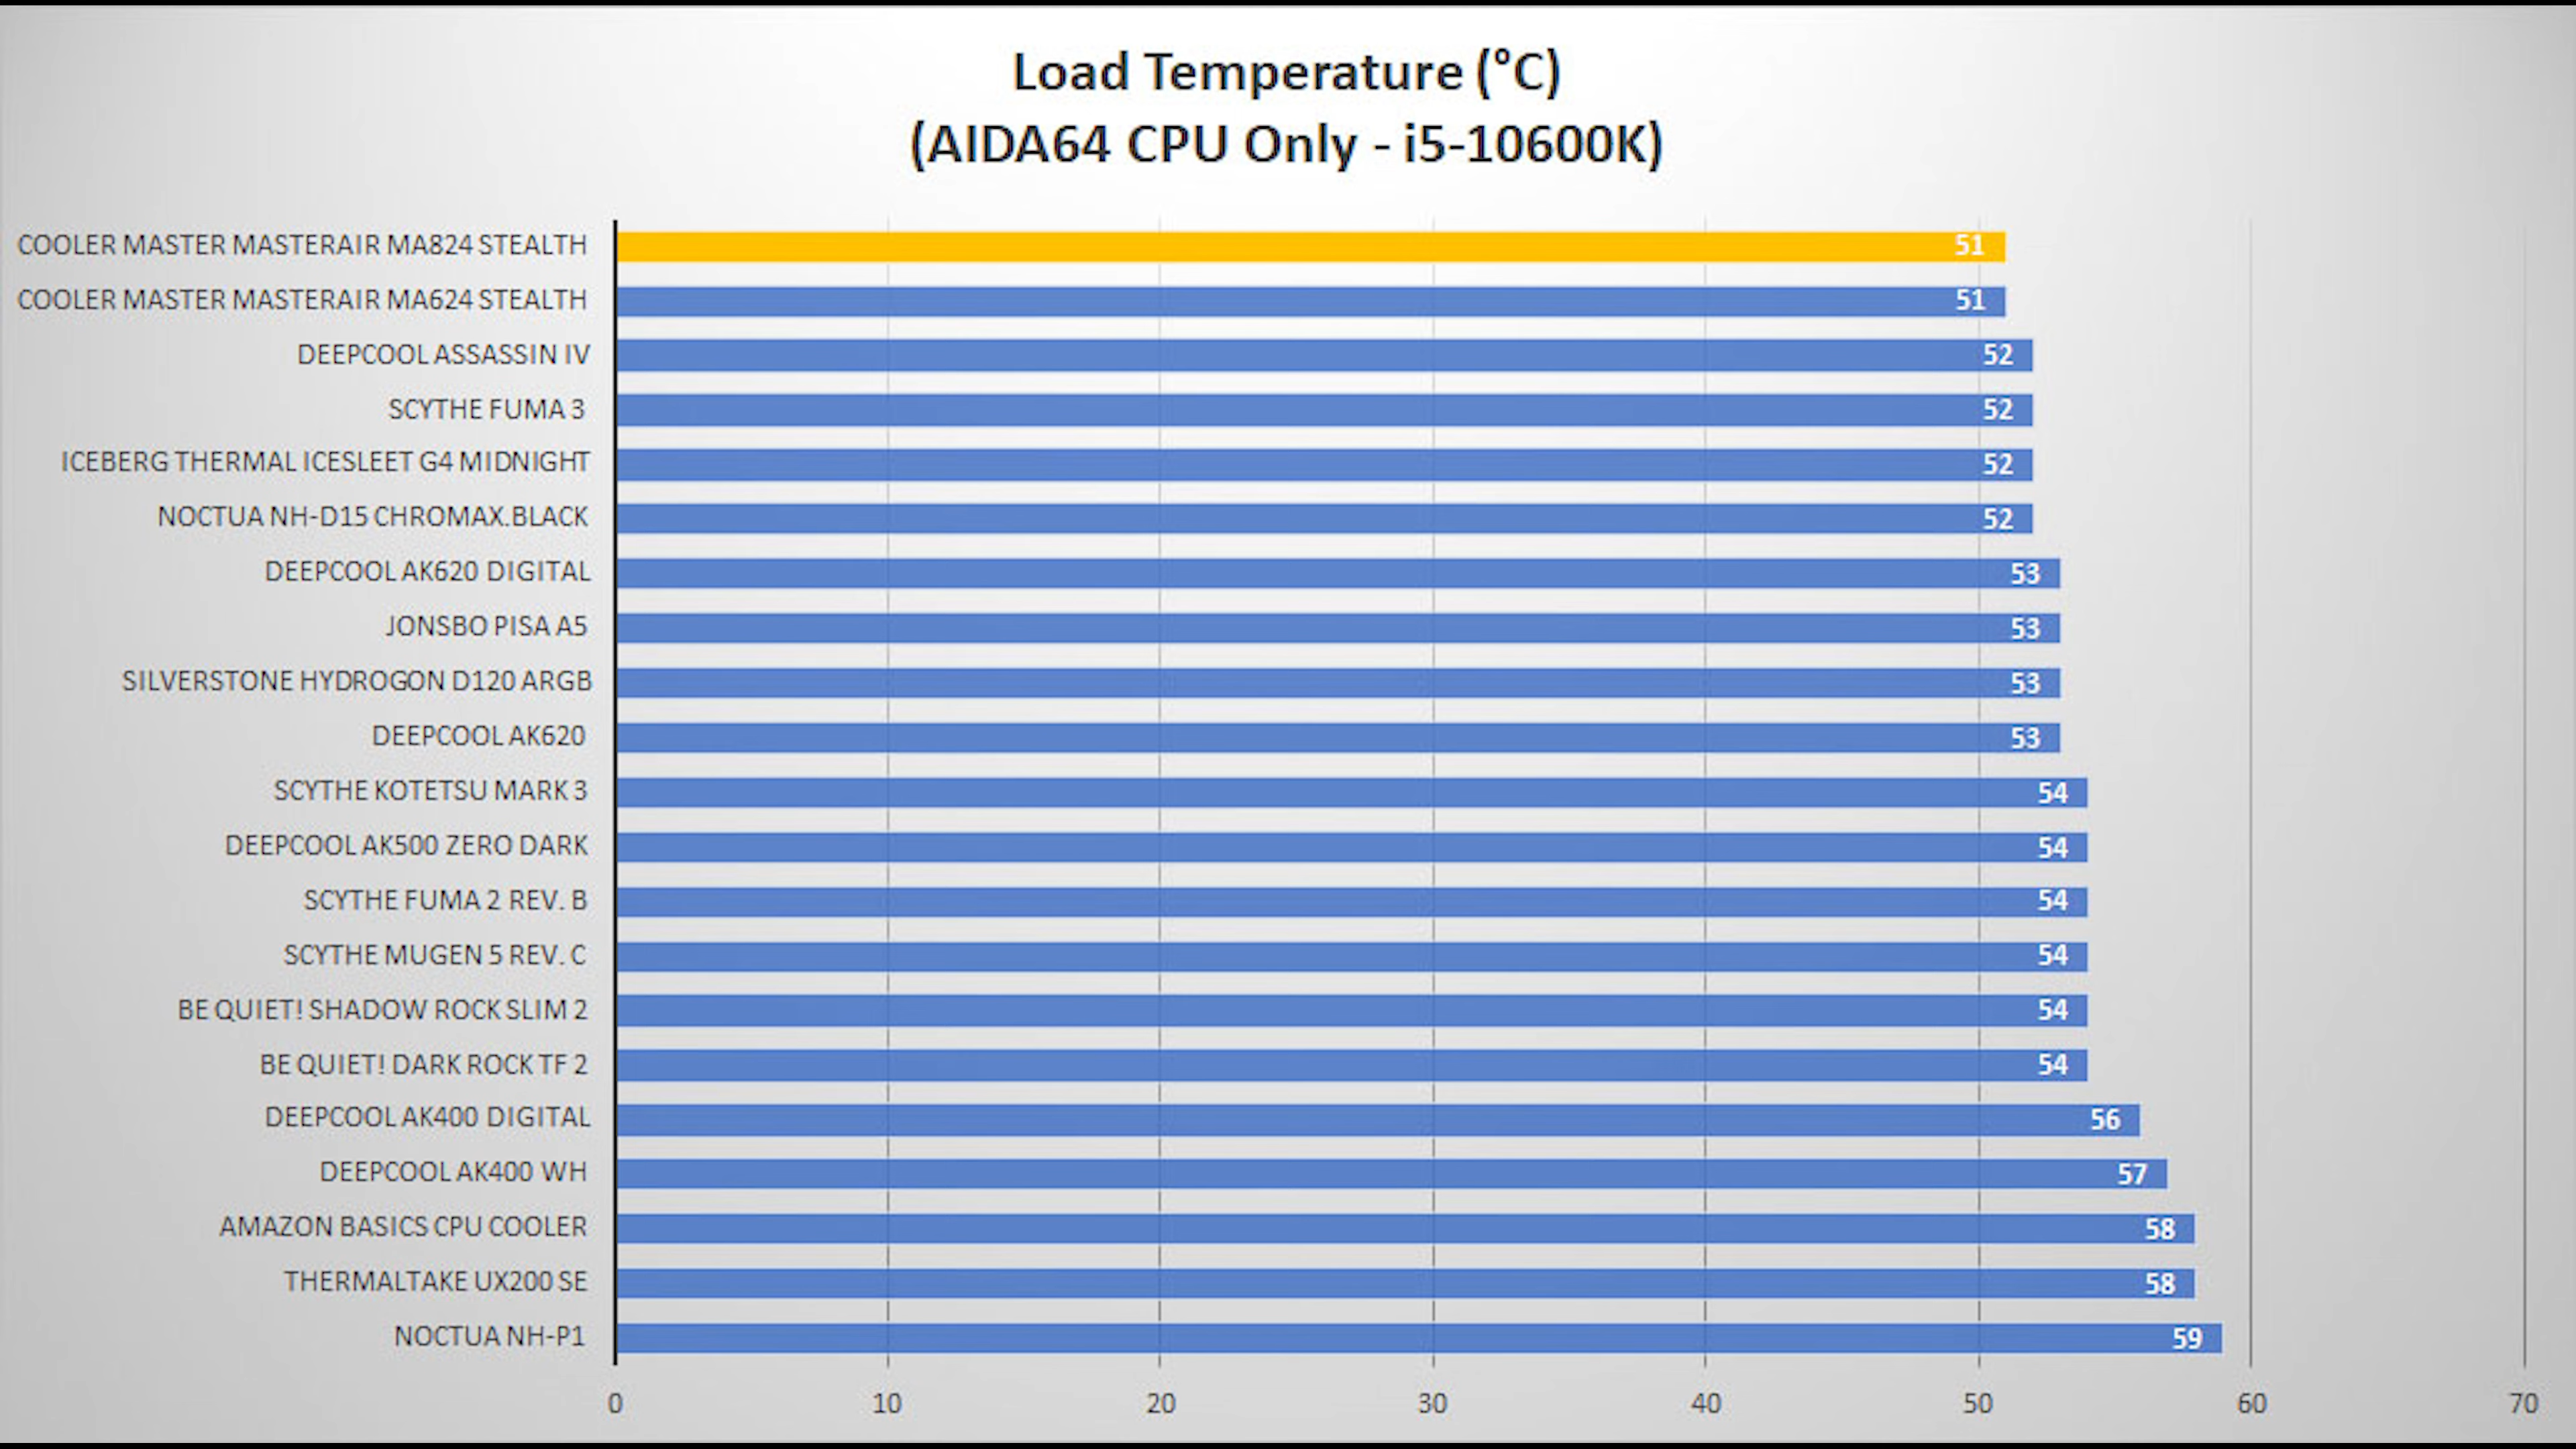 Load Temperature (°C)
(AIDA64 CPU Only - i5-10600K)
COOLER MASTER MASTERAIR MA824 STEALTH 51
COOLER MASTER MASTERAIR MA624 STEALTH 51
DEEPCOOL ASSASSIN IV 52
SCYTHE FUMA 3 52
ICEBERG THERMAL ICESLEET G4 MIDNIGHT 52
NOCTUA NH-D15 CHROMAX.BLACK 52
DEEPCOOL AK620 DIGITAL 53
JONSBO PISA A5 53
SILVERSTONE HYDROGON D120 ARGB 53
DEEPCOOL AK620 53
SCYTHE KOTETSU MARK 3 54
DEEPCOOL AK500 ZERO DARK 54
SCYTHE FUMA 2 REV. B 54
SCYTHE MUGEN 5 REV. C 54
BE QUIET! SHADOW ROCK SLIM 2 54
BE QUIET! DARK ROCK TF 2 54
DEEPCOOL AK400 DIGITAL 56
DEEPCOOL AK400 WH 57
AMAZON BASICS CPU COOLER 58
THERMALTAKE UX200 SE 58
NOCTUA NH-P1 59
0 10 20 30 40 50 60 70